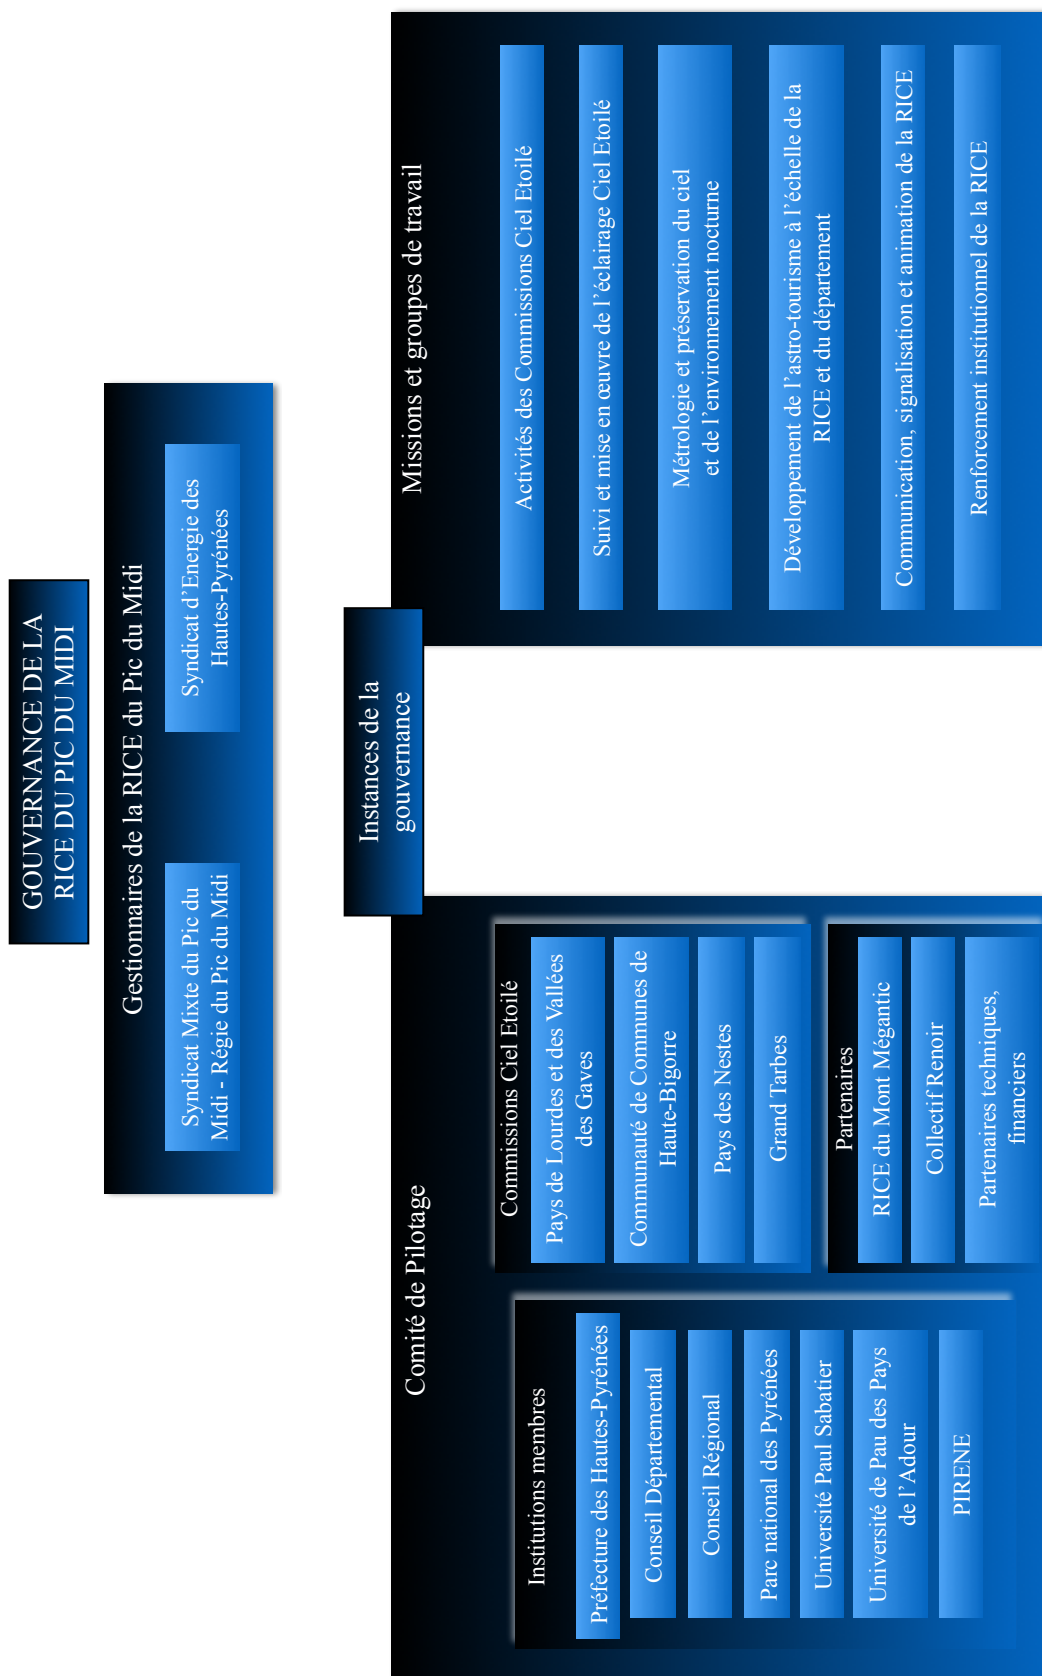 GOUVERNANCE DE LA
RICE DU PIC DU MIDI
Gestionnaires de la RICE du Pic du Midi
Syndicat Mixte du Pic du
Midi - Régie du Pic du Midi
Syndicat d’Energie des
Hautes-Pyrénées
Instances de la
gouvernance
Comité de Pilotage
Institutions membres
Préfecture des Hautes-Pyrénées
Conseil Départemental
Conseil Régional
Parc national des Pyrénées
Université Paul Sabatier
Université de Pau des Pays
de l’Adour
PIRENE
Commissions Ciel Etoilé
Pays de Lourdes et des Vallées
des Gaves
Communauté de Communes de
Haute-Bigorre
Pays des Nestes
Grand Tarbes
Partenaires
RICE du Mont Mégantic
Collectif Renoir
Partenaires techniques,
financiers
Missions et groupes de travail
Activités des Commissions Ciel Etoilé
Suivi et mise en œuvre de l’éclairage Ciel Etoilé
Métrologie et préservation du ciel
et de l’environnement nocturne
Développement de l’astro-tourisme à l’échelle de la
RICE et du département
Communication, signalisation et animation de la RICE
Renforcement institutionnel de la RICE